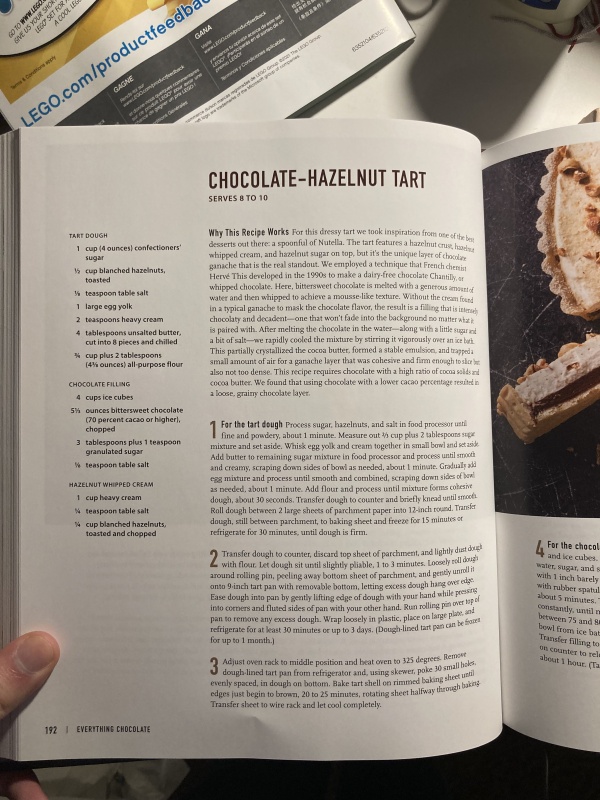 GO TO WWW.LEGO
GIVE US YOUR SHOR
LEGO® SET FOR A
A COOL LEG
Terms & Conditions apply
LEGO.com/productfeedback
GAGNE
GANA
CHOCOLATE–HAZELNUT TART
SERVES 8 TO 10
TART DOUGH
1 cup (4 ounces) confectioners'
sugar
½ cup blanched hazelnuts,
toasted
⅛ teaspoon table salt
1 large egg yolk
2 teaspoons heavy cream
4 tablespoons unsalted butter,
cut into 8 pieces and chilled
¾ cup plus 2 tablespoons
(4⅜ ounces) all-purpose flour
CHOCOLATE FILLING
4 cups ice cubes
5⅓ ounces bittersweet chocolate
(70 percent cacao or higher),
chopped
3 tablespoons plus 1 teaspoon
granulated sugar
⅛ teaspoon table salt
HAZELNUT WHIPPED CREAM
1 cup heavy cream
¼ teaspoon table salt
¼ cup blanched hazelnuts,
toasted and chopped
Why This Recipe Works For this dressy tart we took inspiration from one of the best
desserts out there: a spoonful of Nutella. The tart features a hazelnut crust, hazelnut
whipped cream, and hazelnut sugar on top, but it's the unique layer of chocolate
ganache that is the real standout. We employed a technique that French chemist
Hervé This developed in the 1990s to make a dairy-free chocolate Chantilly, or
whipped chocolate. Here, bittersweet chocolate is melted with a generous amount of
water and then whipped to achieve a mousse-like texture. Without the cream found
in a typical ganache to mask the chocolate flavor, the result is a filling that is intensely
chocolaty and decadent—one that won't fade into the background no matter what it
is paired with. After melting the chocolate in the water—along with a little sugar and
a bit of salt—we rapidly cooled the mixture by stirring it vigorously over an ice bath.
This partially crystallized the cocoa butter, formed a stable emulsion, and trapped a
small amount of air for a ganache layer that was cohesive and firm enough to slice but
also not too dense. This recipe requires chocolate with a high ratio of cocoa solids and
cocoa butter. We found that using chocolate with a lower cacao percentage resulted in
a loose, grainy chocolate layer.
1 For the tart dough Process sugar, hazelnuts, and salt in food processor until
fine and powdery, about 1 minute. Measure out ⅔ cup plus 2 tablespoons sugar
mixture and set aside. Whisk egg yolk and cream together in small bowl and set aside.
Add butter to remaining sugar mixture in food processor and process until smooth
and creamy, scraping down sides of bowl as needed, about 1 minute. Gradually add
egg mixture and process until smooth and combined, scraping down sides of bowl
as needed, about 1 minute. Add flour and process until mixture forms cohesive
dough, about 30 seconds. Transfer dough to counter and briefly knead until smooth.
Roll dough between 2 large sheets of parchment paper into 12-inch round. Transfer
dough, still between parchment, to baking sheet and freeze for 15 minutes or
refrigerate for 30 minutes, until dough is firm.
2 Transfer dough to counter, discard top sheet of parchment, and lightly dust dough
with flour. Let dough sit until slightly pliable, 1 to 3 minutes. Loosely roll dough
around rolling pin, peeling away bottom sheet of parchment, and gently unroll it
onto 9-inch tart pan with removable bottom, letting excess dough hang over edge.
Ease dough into pan by gently lifting edge of dough with your hand while pressing
into corners and fluted sides of pan with your other hand. Run rolling pin over top of
pan to remove any excess dough. Wrap loosely in plastic, place on large plate, and
refrigerate for at least 30 minutes or up to 3 days. (Dough-lined tart pan can be frozen
for up to 1 month.)
3 Adjust oven rack to middle position and heat oven to 325 degrees. Remove
dough-lined tart pan from refrigerator and, using skewer, poke 30 small holes,
evenly spaced, in dough on bottom. Bake tart shell on rimmed baking sheet until
edges just begin to brown, 20 to 25 minutes, rotating sheet halfway through baking.
Transfer sheet to wire rack and let cool completely.
192 | EVERYTHING CHOCOLATE
4 For the chocol
and ice cubes.
water, sugar, and s
with 1 inch barely
with rubber spatul
about 5 minutes.
constantly, until m
between 75 and 80
bowl from ice bat
Transfer filling to
on counter to rele
about 1 hour. (Ta